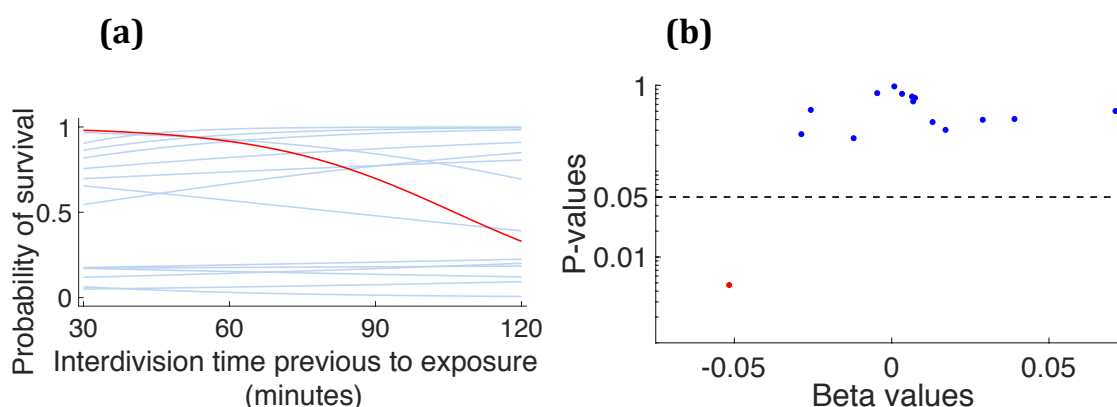 (a)
(b)
Probability of survival
1
0.5
0
30
60
90
120
Interdivision time previous to exposure
(minutes)
P-values
1
0.05
0.01
-0.05
0
0.05
Beta values